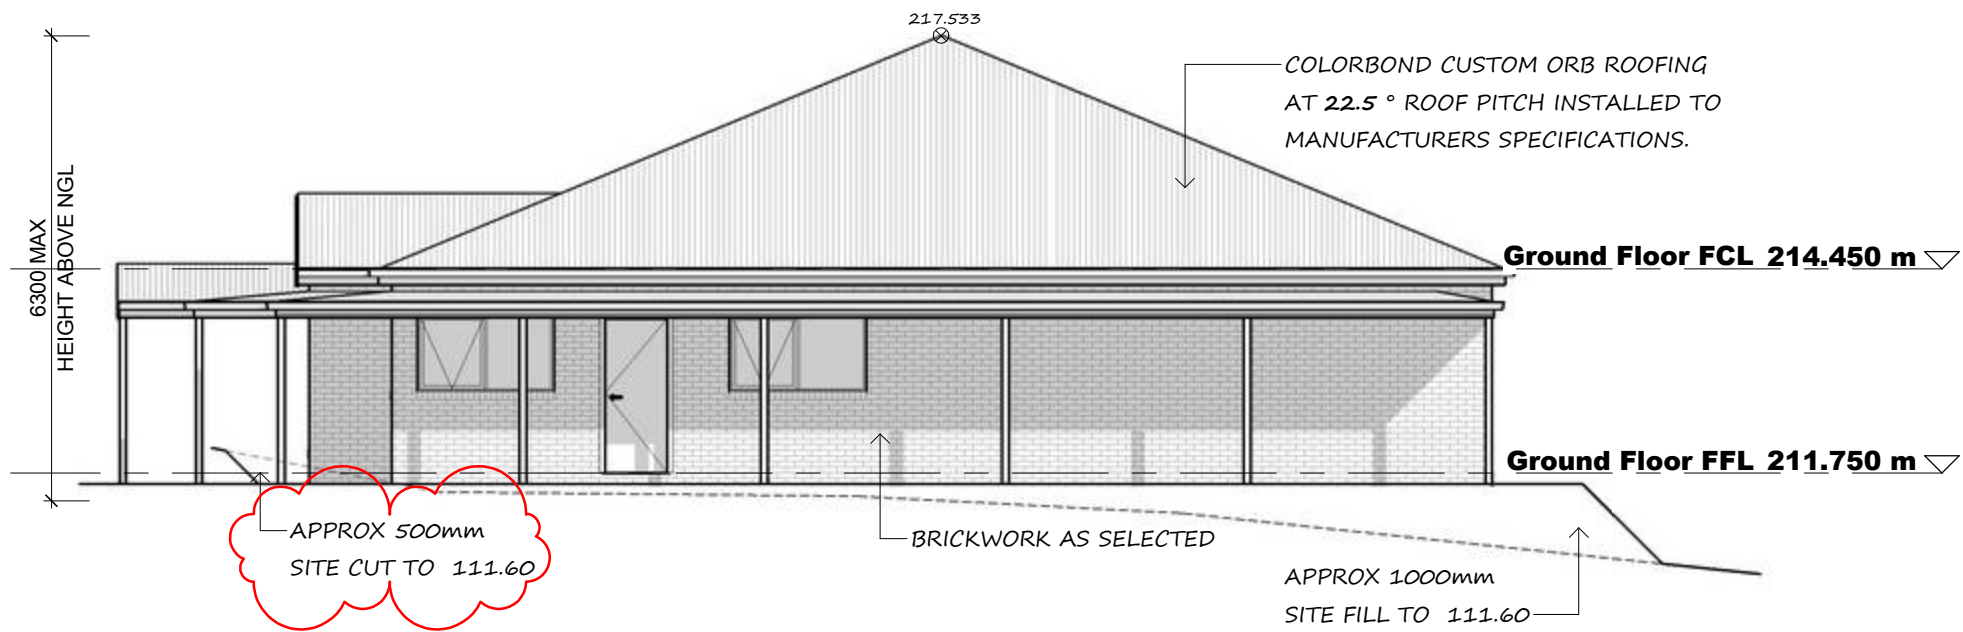 217.533
COLORBOND CUSTOM ORB ROOFING
AT 22.5 ° ROOF PITCH INSTALLED TO
MANUFACTURERS SPECIFICATIONS.
6300 MAX
HEIGHT ABOVE NGL
Ground Floor FCL 214.450 m
Ground Floor FFL 211.750 m
APPROX 500mm
SITE CUT TO 111.60
BRICKWORK AS SELECTED
APPROX 1000mm
SITE FILL TO 111.60